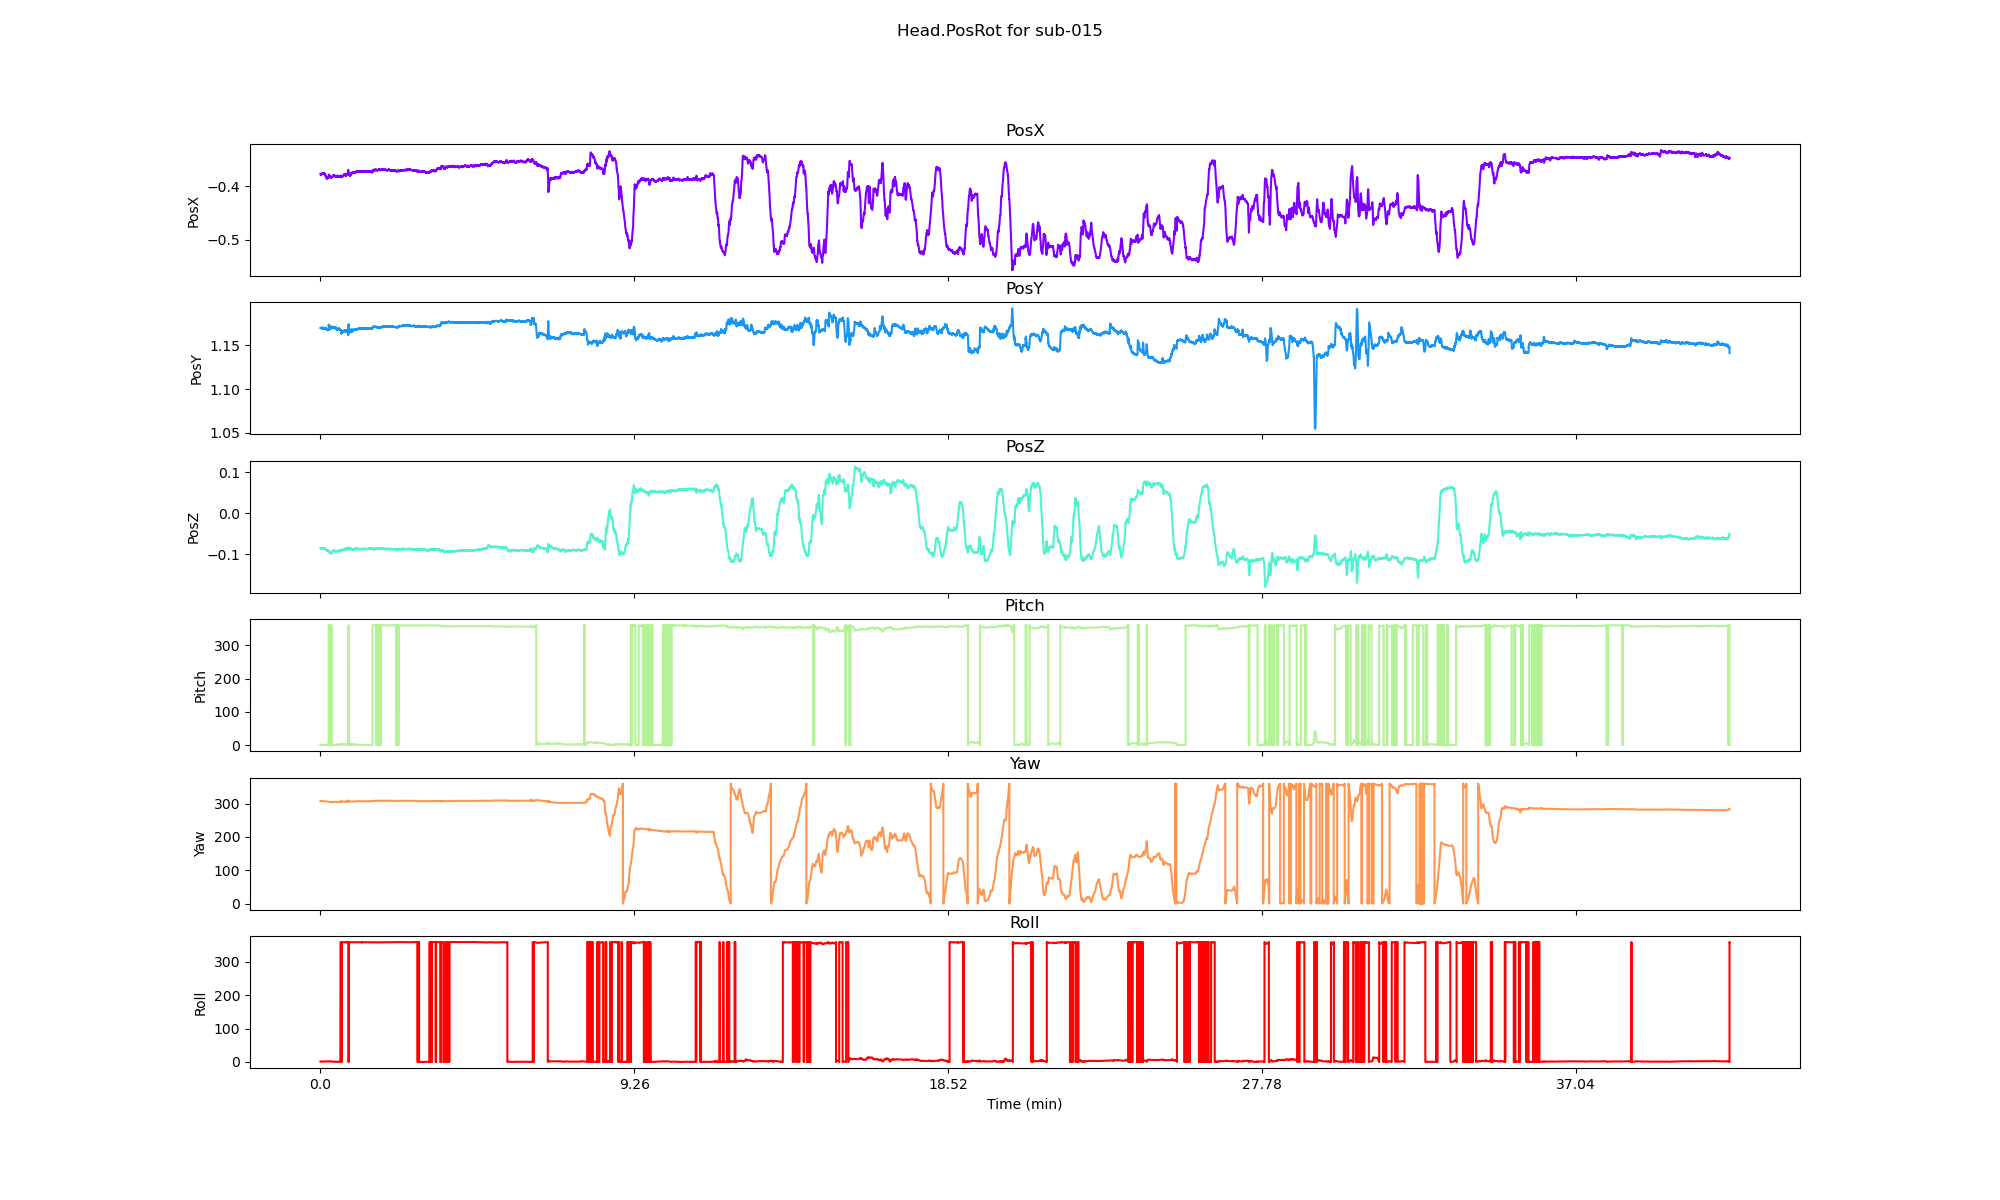 Head.PosRot for sub-015
PosX
PosX
−0.4
−0.5
PosY
PosY
1.15
1.10
1.05
PosZ
PosZ
0.1
0.0
−0.1
Pitch
Pitch
300
200
100
0
Yaw
Yaw
300
200
100
0
Roll
Roll
300
200
100
0
0.0 9.26 18.52 27.78 37.04
Time (min)